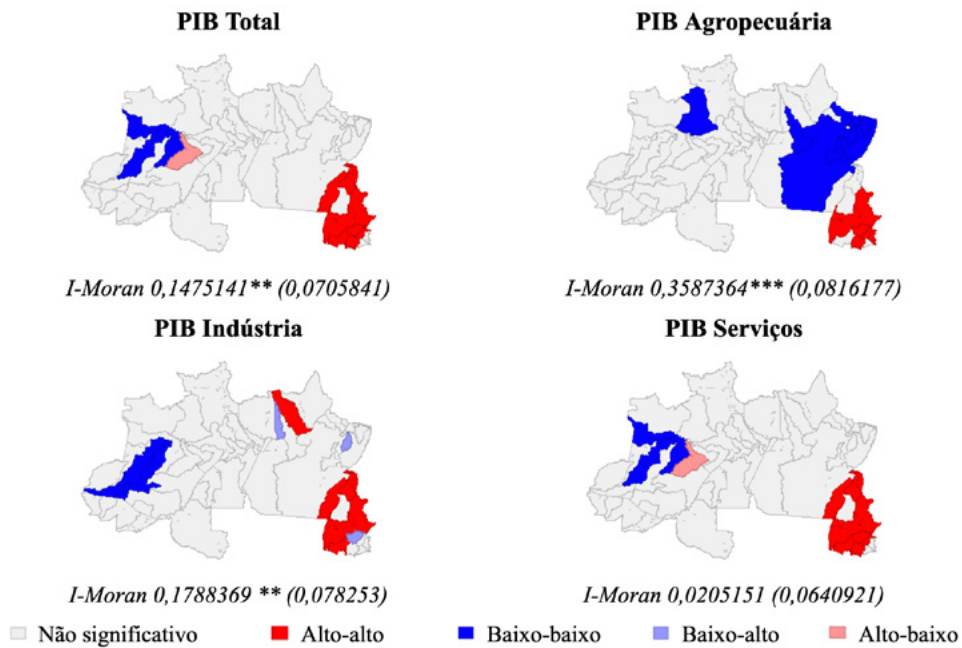 PIB Total
PIB Agropecuária
I-Moran 0,1475141** (0,0705841)
I-Moran 0,3587364*** (0,0816177)
PIB Indústria
PIB Serviços
I-Moran 0,1788369 ** (0,078253)
I-Moran 0,0205151 (0,0640921)
Não significativo
Alto-alto
Baixo-baixo
Baixo-alto
Alto-baixo